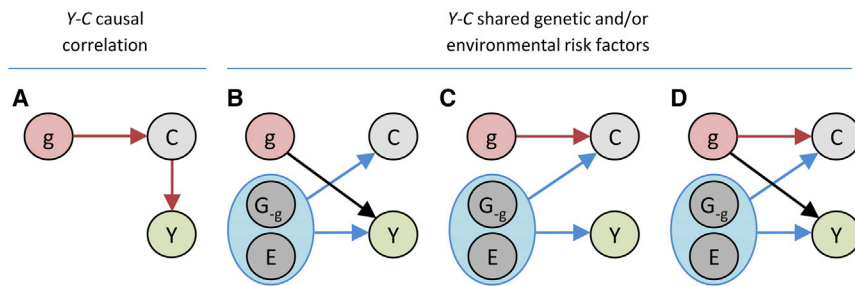 Y-C causal
correlation
Y-C shared genetic and/or
environmental risk factors
A
B
C
D
g
C
Y
g
C
G-g
E
Y
g
C
G-g
E
Y
g
C
G-g
E
Y